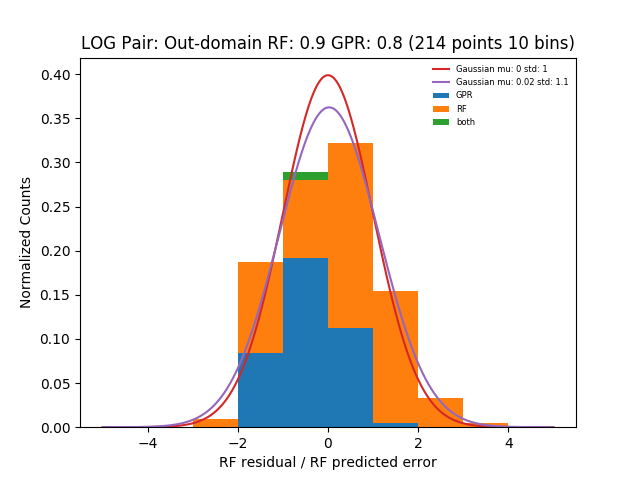 LOG Pair: Out-domain RF: 0.9 GPR: 0.8 (214 points 10 bins)
Gaussian mu: 0 std: 1
Gaussian mu: 0.02 std: 1.1
GPR
RF
both
Normalized Counts
0.40
0.35
0.30
0.25
0.20
0.15
0.10
0.05
0.00
−4 −2 0 2 4
RF residual / RF predicted error